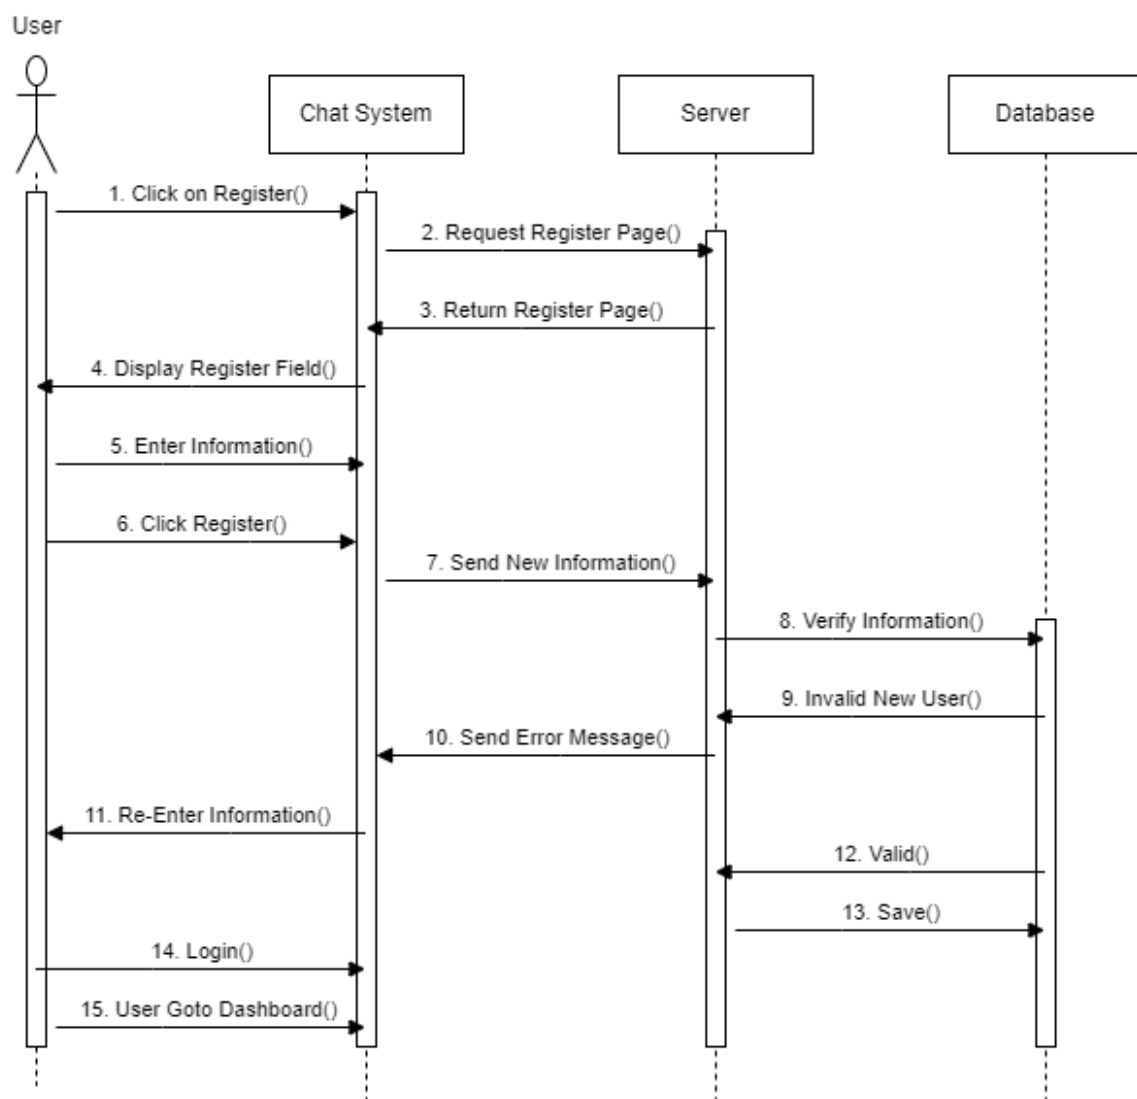 User
Chat System
Server
Database
1. Click on Register()
2. Request Register Page()
3. Return Register Page()
4. Display Register Field()
5. Enter Information()
6. Click Register()
7. Send New Information()
8. Verify Information()
9. Invalid New User()
10. Send Error Message()
11. Re-Enter Information()
12. Valid()
13. Save()
14. Login()
15. User Goto Dashboard()